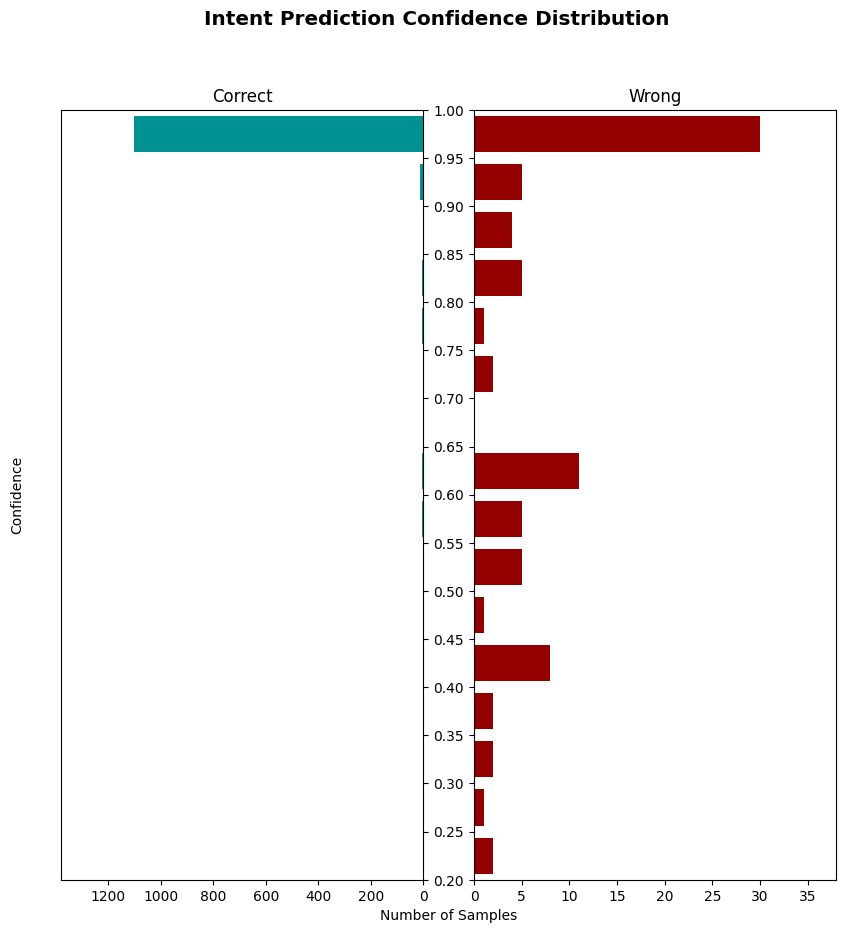 Intent Prediction Confidence Distribution
Correct
Wrong
1.00
0.95
0.90
0.85
0.80
0.75
0.70
0.65
0.60
0.55
0.50
0.45
0.40
0.35
0.30
0.25
0.20
Confidence
1200 1000 800 600 400 200 0
0 5 10 15 20 25 30 35
Number of Samples